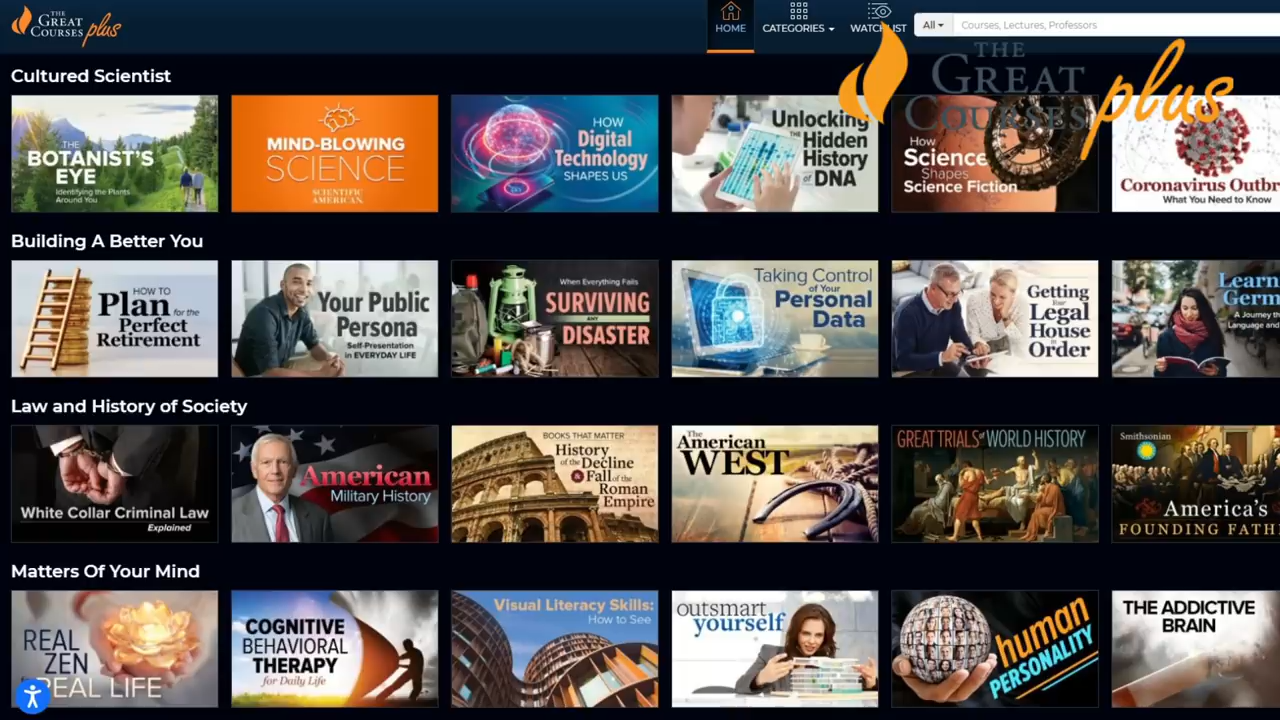 THE
GREAT
COURSES plus
HOME
CATEGORIES
WATCHLIST
All
Courses, Lectures, Professors
THE
GREAT
COURSES plus
Cultured Scientist
THE
BOTANIST'S
EYE
Identifying the Plants
Around You
MIND-BLOWING
SCIENCE
SCIENTIFIC
AMERICAN.
HOW
Digital
Technology
SHAPES US
Unlocking
THE Hidden
History
of DNA
How
Science
Shapes
Science Fiction
Coronavirus Outbr
What You Need to Know
Building A Better You
HOW TO
Plan for the
Perfect
Retirement
Your Public
Persona
Self-Presentation
in EVERYDAY LIFE
When Everything Fails
SURVIVING
ANY
DISASTER
Taking Control
of Your
Personal
Data
Getting
Your
Legal
House
in
Order
Learn
Germ
A Journey th
Language and
Law and History of Society
White Collar Criminal Law
Explained
American
Military History
BOOKS THAT MATTER
History
of the Decline
& Fall of the
Roman
Empire
The
American
WEST
GREAT TRIALS of WORLD HISTORY
Smithsonian
America's
FOUNDING FATH
Matters Of Your Mind
REAL
ZEN
REAL LIFE
COGNITIVE
BEHAVIORAL
THERAPY
for Daily Life
Visual Literacy Skills:
How to See
outsmart
yourself
human
PERSONALITY
THE ADDICTIVE
BRAIN